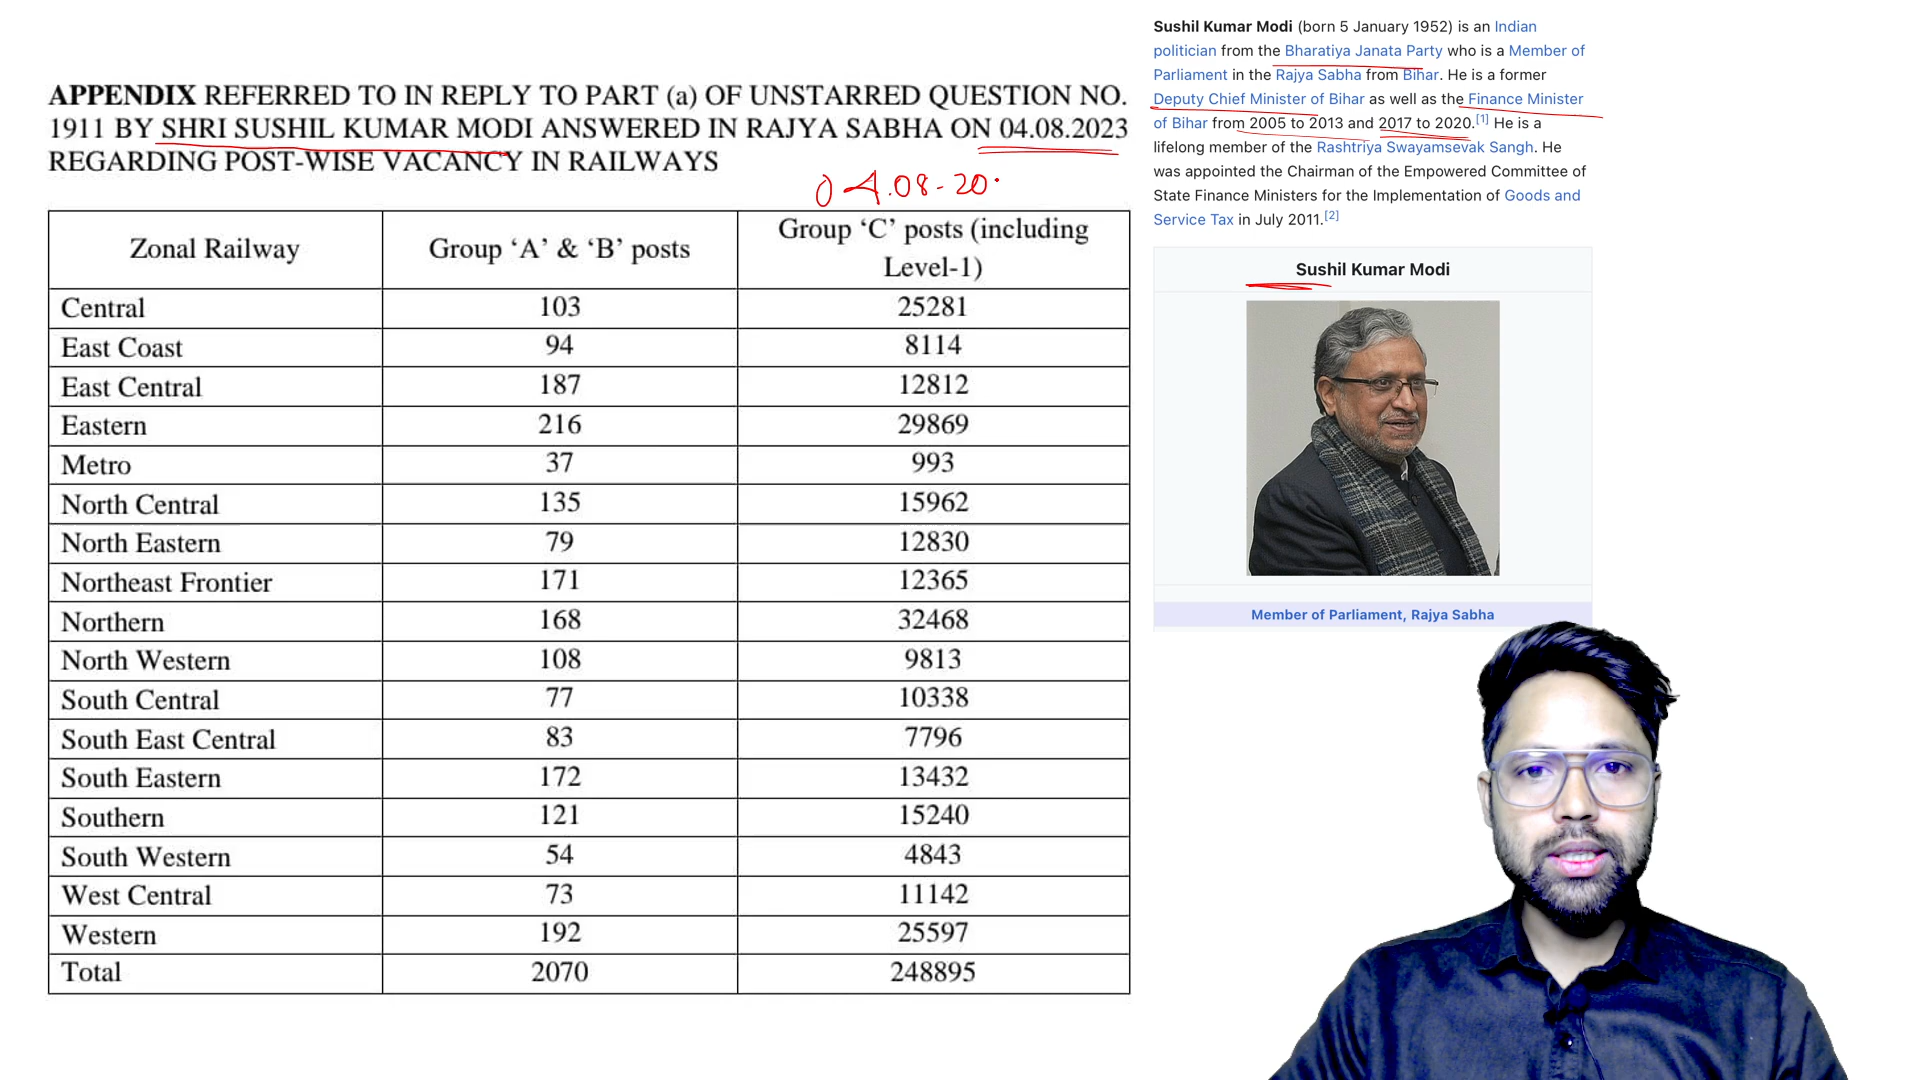 APPENDIX REFERRED TO IN REPLY TO PART (a) OF UNSTARRED QUESTION NO.
1911 BY SHRI SUSHIL KUMAR MODI ANSWERED IN RAJYA SABHA ON 04.08.2023
REGARDING POST-WISE VACANCY IN RAILWAYS
04.08-20
Zonal Railway Group ‘A’ & ‘B’ posts Group ‘C’ posts (including
Level-1)
Central 103 25281
East Coast 94 8114
East Central 187 12812
Eastern 216 29869
Metro 37 993
North Central 135 15962
North Eastern 79 12830
Northeast Frontier 171 12365
Northern 168 32468
North Western 108 9813
South Central 77 10338
South East Central 83 7796
South Eastern 172 13432
Southern 121 15240
South Western 54 4843
West Central 73 11142
Western 192 25597
Total 2070 248895
Sushil Kumar Modi (born 5 January 1952) is an Indian
politician from the Bharatiya Janata Party who is a Member of
Parliament in the Rajya Sabha from Bihar. He is a former
Deputy Chief Minister of Bihar as well as the Finance Minister
of Bihar from 2005 to 2013 and 2017 to 2020.[1] He is a
lifelong member of the Rashtriya Swayamsevak Sangh. He
was appointed the Chairman of the Empowered Committee of
State Finance Ministers for the Implementation of Goods and
Service Tax in July 2011.[2]
Sushil Kumar Modi
Member of Parliament, Rajya Sabha